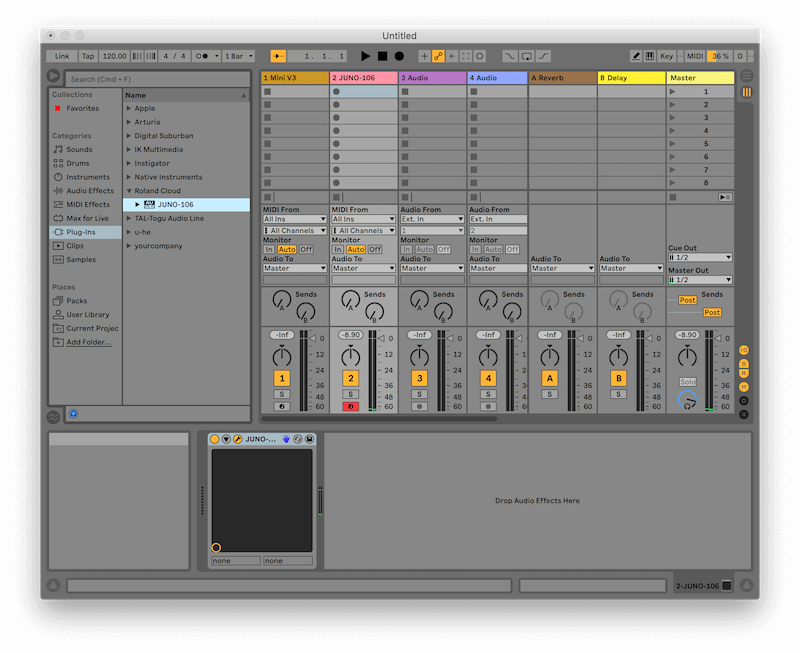 Untitled
Link Tap 120.00 4 / 4 1 Bar 1. 1. 1 Key MIDI 36 % D
Search (Cmd + F)
Collections
Favorites
Categories
Sounds
Drums
Instruments
Audio Effects
MIDI Effects
Max for Live
Plug-Ins
Clips
Samples
Places
Packs
User Library
Current Projec
Add Folder...
Name
Apple
Arturia
Digital Suburban
IK Multimedia
Instigator
Native Instruments
Roland Cloud
JUNO-106
TAL-Togu Audio Line
u-he
yourcompany
1 Mini V3 2 JUNO-106 3 Audio 4 Audio A Reverb B Delay Master
1
2
3
4
5
6
7
8
MIDI From MIDI From Audio From Audio From
All Ins All Ins Ext. In Ext. In
All Channels All Channels 1 2
Monitor Monitor Monitor Monitor Cue Out
In Auto Off In Auto Off In Auto Off In Auto Off 1/2
Audio To Audio To Audio To Audio To Audio To Audio To Master Out
Master Master Master Master Master Master 1/2
Sends Sends Sends Sends Sends Sends Sends
A A A A A A Post
B B B B B B Post
-Inf -8.90 -Inf -Inf -Inf -Inf -8.90
0 0 0 0 0 0 0
12 12 12 12 12 12 12
24 24 24 24 24 24 24
1 2 3 4 A B
36 36 36 36 36 36 36
S S S S S S Solo
48 48 48 48 48 48 48
60 60 60 60 60 60 60
JUNO-...
none none
Drop Audio Effects Here
2-JUNO-106